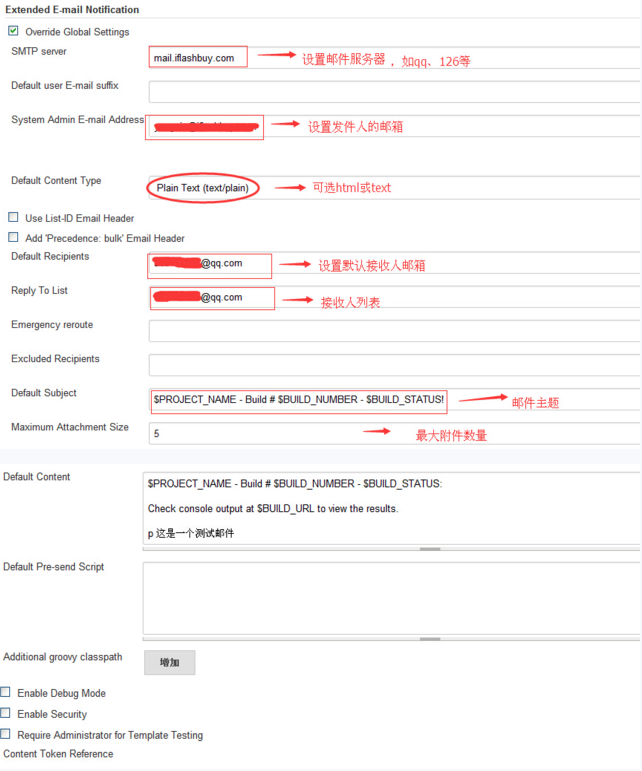 Extended E-mail Notification
Override Global Settings
SMTP server
mail.iflashbuy.com
设置邮件服务器，如qq、126等
Default user E-mail suffix
System Admin E-mail Address
设置发件人的邮箱
Default Content Type
Plain Text (text/plain)
可选html或text
Use List-ID Email Header
Add 'Precedence: bulk' Email Header
Default Recipients
@qq.com
设置默认接收人邮箱
Reply To List
@qq.com
接收人列表
Emergency reroute
Excluded Recipients
Default Subject
$PROJECT_NAME - Build # $BUILD_NUMBER - $BUILD_STATUS!
邮件主题
Maximum Attachment Size
5
最大附件数量
Default Content
$PROJECT_NAME - Build # $BUILD_NUMBER - $BUILD_STATUS:
Check console output at $BUILD_URL to view the results.
p 这是一个测试邮件
Default Pre-send Script
Additional groovy classpath
增加
Enable Debug Mode
Enable Security
Require Administrator for Template Testing
Content Token Reference